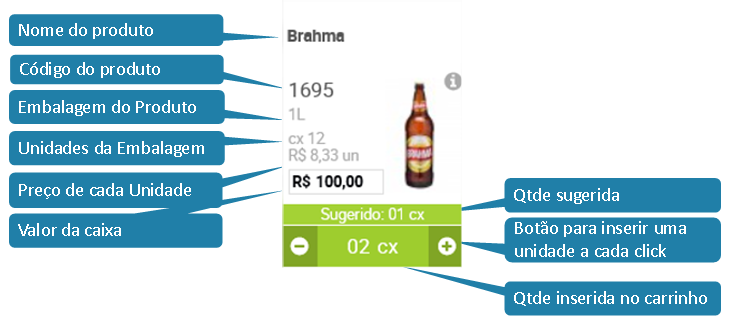 Nome do produto
Brahma
Código do produto
1695
Embalagem do Produto
1L
Unidades da Embalagem
cx 12
R$ 8,33 un
Preço de cada Unidade
R$ 100,00
Valor da caixa
Sugerido: 01 cx
Qtde sugerida
02 cx
Botão para inserir uma
unidade a cada click
Qtde inserida no carrinho